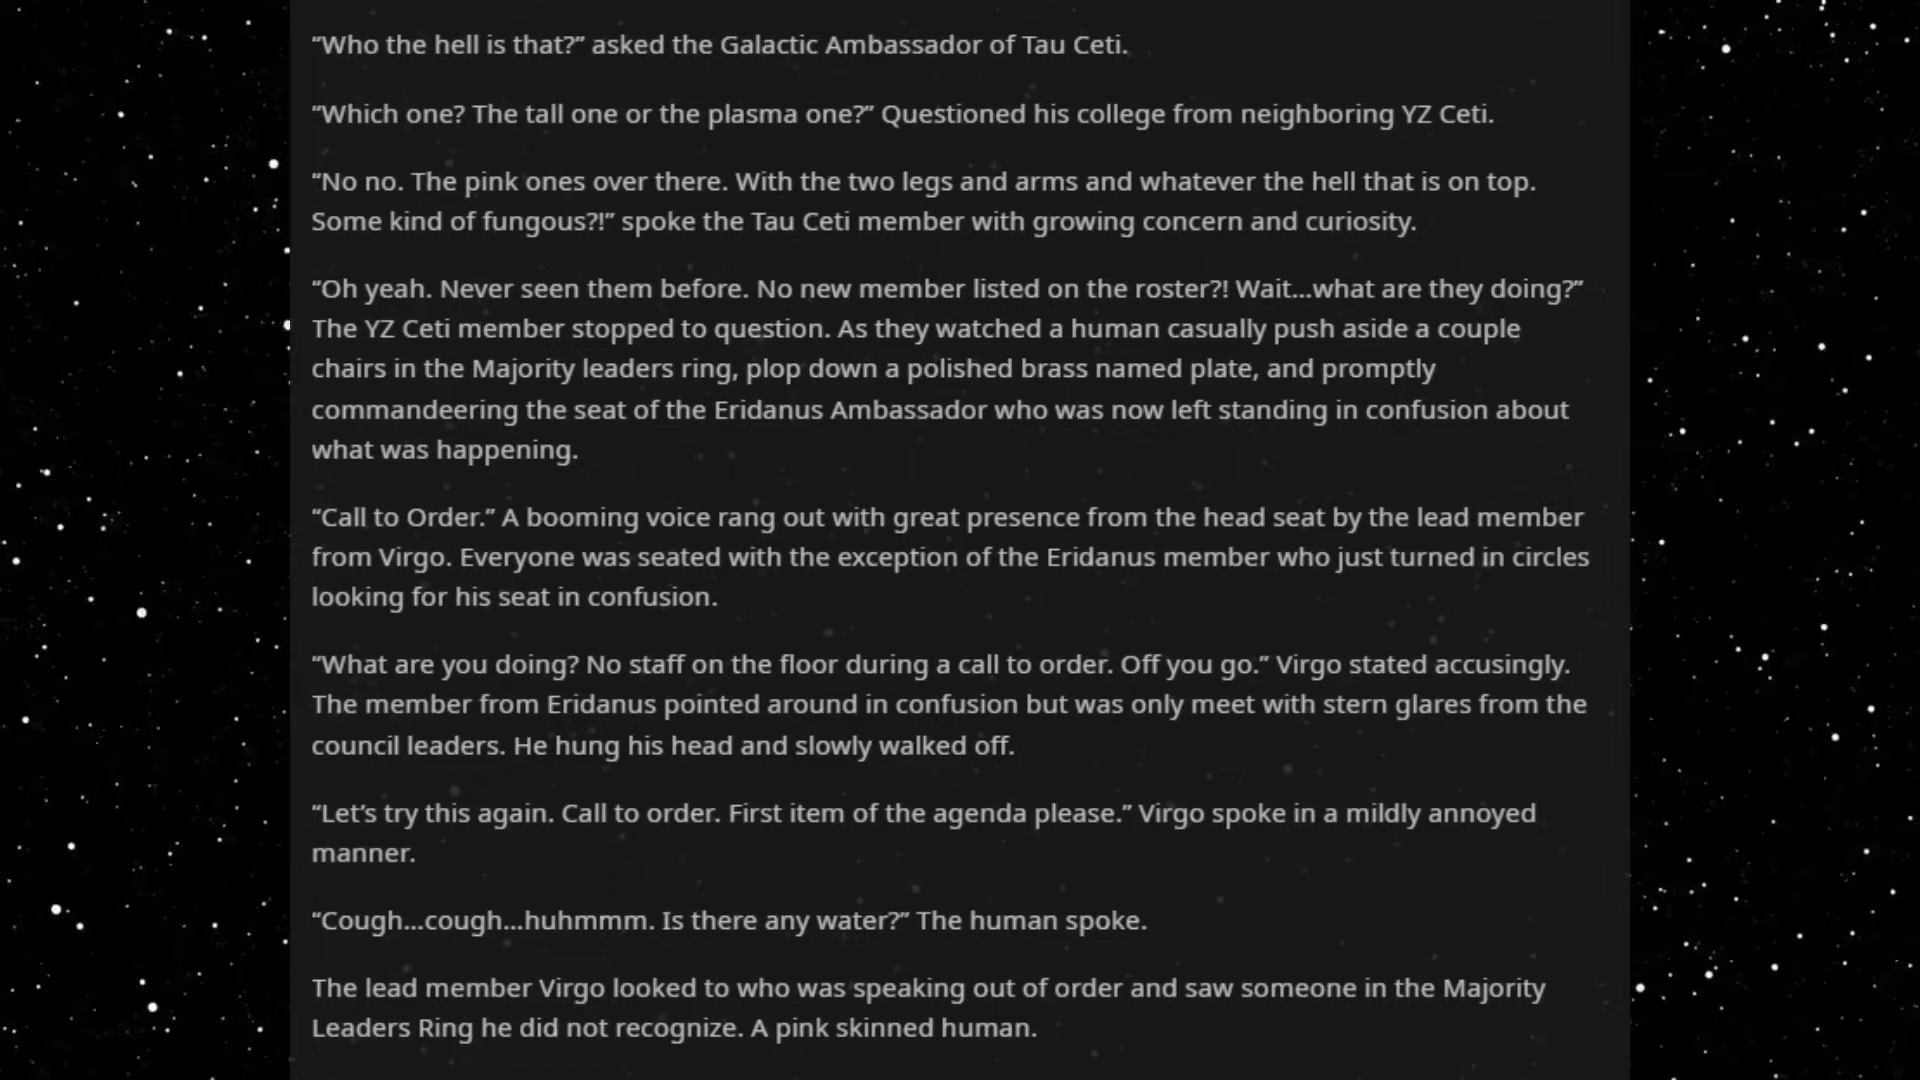 “Who the hell is that?” asked the Galactic Ambassador of Tau Ceti.
“Which one? The tall one or the plasma one?” Questioned his college from neighboring YZ Ceti.
“No no. The pink ones over there. With the two legs and arms and whatever the hell that is on top.
Some kind of fungous?!” spoke the Tau Ceti member with growing concern and curiosity.
“Oh yeah. Never seen them before. No new member listed on the roster?! Wait...what are they doing?”
The YZ Ceti member stopped to question. As they watched a human casually push aside a couple
chairs in the Majority leaders ring, plop down a polished brass named plate, and promptly
commandeering the seat of the Eridanus Ambassador who was now left standing in confusion about
what was happening.
“Call to Order.” A booming voice rang out with great presence from the head seat by the lead member
from Virgo. Everyone was seated with the exception of the Eridanus member who just turned in circles
looking for his seat in confusion.
“What are you doing? No staff on the floor during a call to order. Off you go.” Virgo stated accusingly.
The member from Eridanus pointed around in confusion but was only meet with stern glares from the
council leaders. He hung his head and slowly walked off.
“Let’s try this again. Call to order. First item of the agenda please.” Virgo spoke in a mildly annoyed
manner.
“Cough...cough...huhmmm. Is there any water?” The human spoke.
The lead member Virgo looked to who was speaking out of order and saw someone in the Majority
Leaders Ring he did not recognize. A pink skinned human.